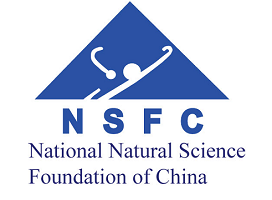 NSFC
National Natural Science
Foundation of China